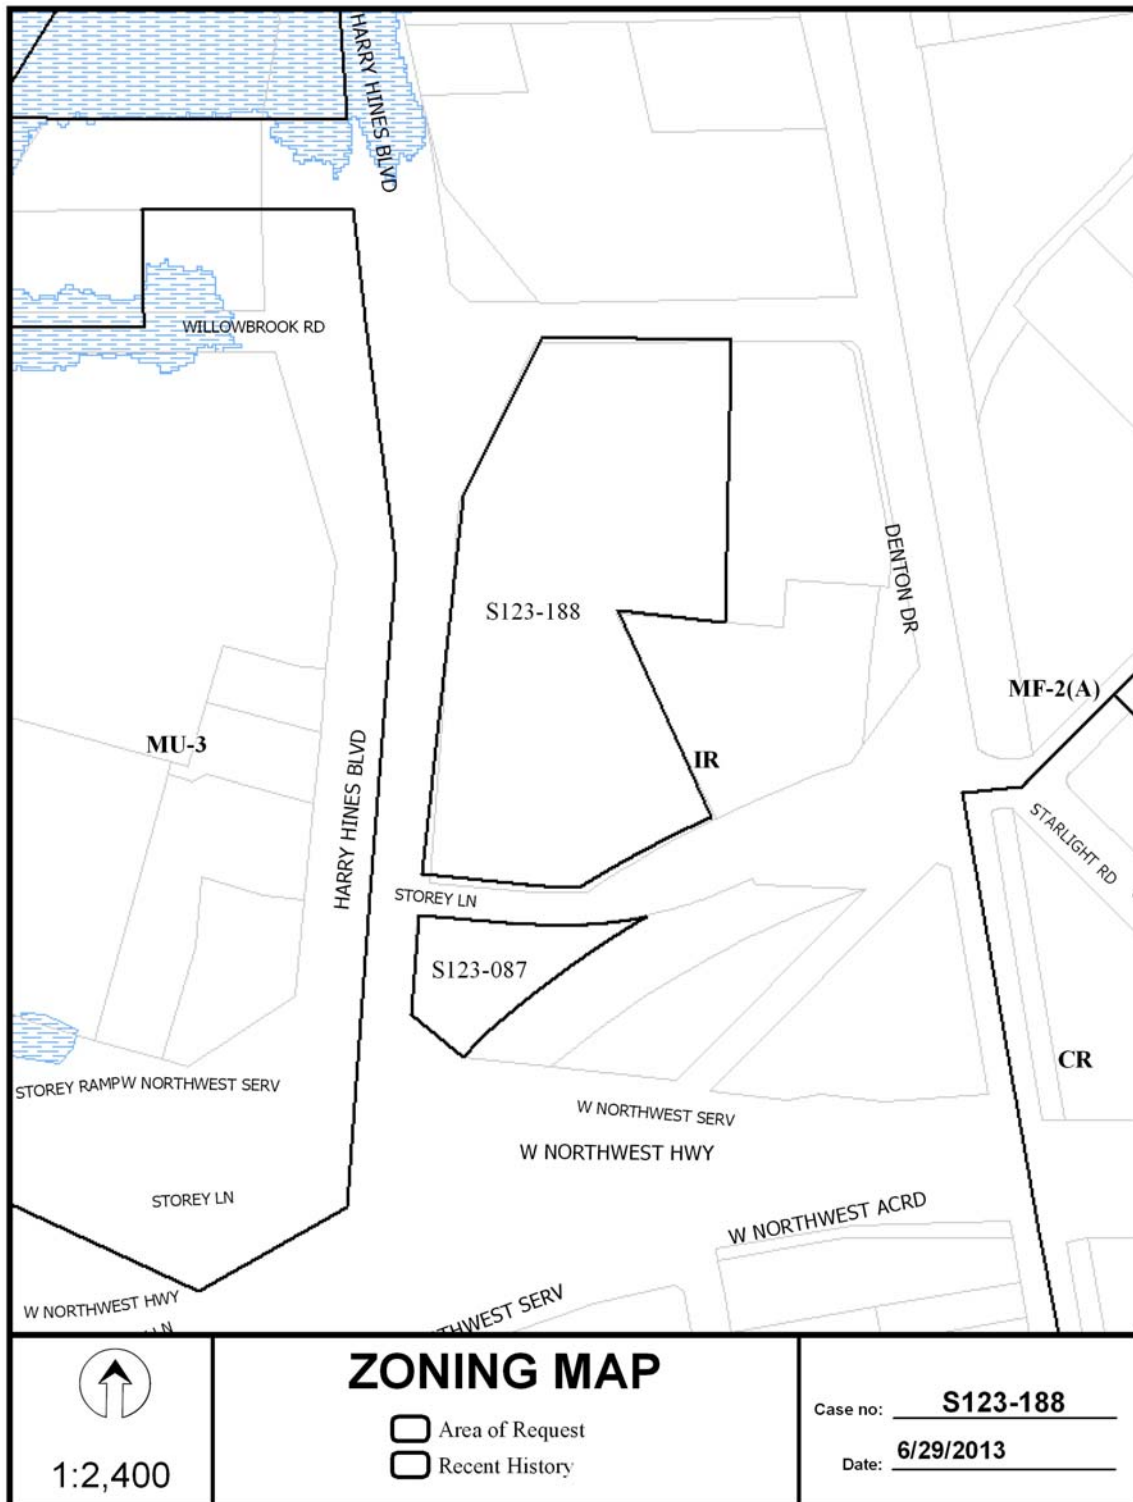 HARRY HINES BLVD
WILLOWBROOK RD
DENTON DR
S123-188
MF-2(A)
MU-3
IR
HARRY HINES BLVD
STARLIGHT RD
STOREY LN
S123-087
CR
STOREY RAMPW NORTHWEST SERV
W NORTHWEST SERV
W NORTHWEST HWY
STOREY LN
W NORTHWEST ACRD
W NORTHWEST HWY
THWEST SERV
LN
1:2,400
ZONING MAP
Area of Request
Recent History
Case no: S123-188
Date: 6/29/2013